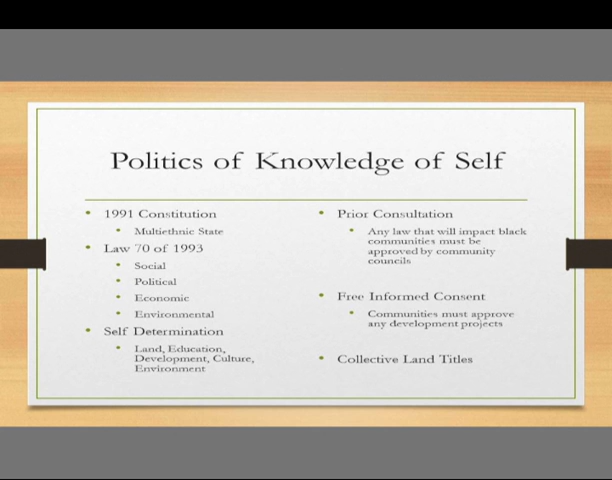 Politics of Knowledge of Self
• 1991 Constitution
• Multiethnic State
• Law 70 of 1993
• Social
• Political
• Economic
• Environmental
• Self Determination
• Land, Education,
Development, Culture,
Environment
• Prior Consultation
• Any law that will impact black
communities must be
approved by community
councils
• Free Informed Consent
• Communities must approve
any development projects
• Collective Land Titles